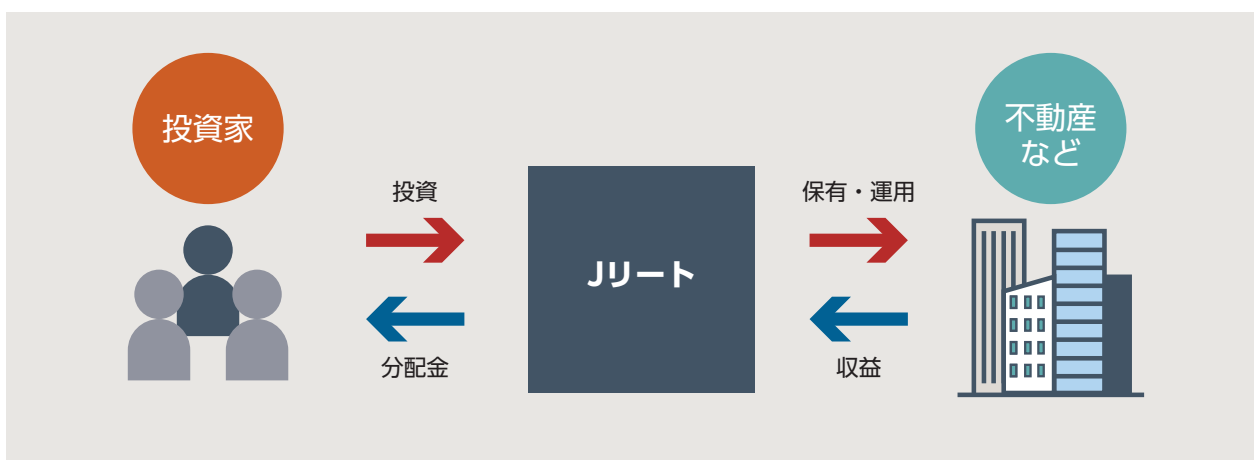 投資家
投資
分配金
Jリート
保有・運用
収益
不動産
など